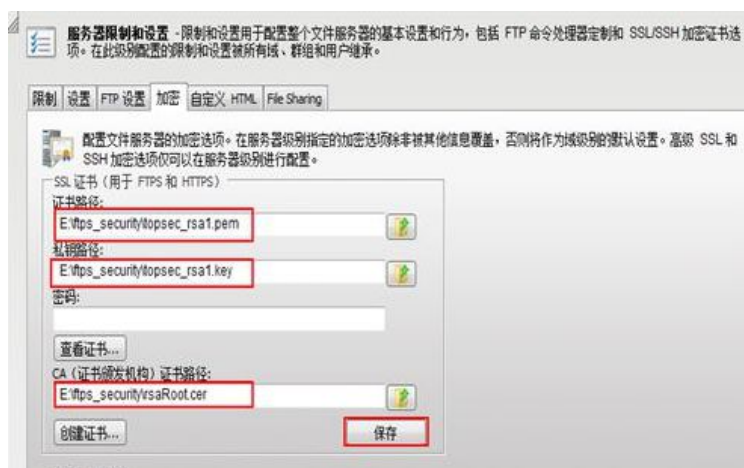 服务器限制和设置 -限制和设置用于配置整个文件服务器的基本设置和行为，包括 FTP 命令处理器定制和 SSL/SSH 加密证书选
项。在此级别配置的限制和设置被所有域、群组和用户继承。
限制 设置 FTP 设置 加密 自定义 HTML File Sharing
配置文件服务器的加密选项。在服务器级别指定的加密选项除非被其他信息覆盖，否则将作为域级别的默认设置。高级 SSL 和
SSH 加密选项仅可以在服务器级别进行配置。
SSL 证书（用于 FTPS 和 HTTPS）
证书路径:
E:\ftps_security\topsec_rsa1.pem
私钥路径:
E:\ftps_security\topsec_rsa1.key
密码:
查看证书...
CA（证书颁发机构）证书路径:
E:\ftps_security\rsaRoot.cer
创建证书... 保存